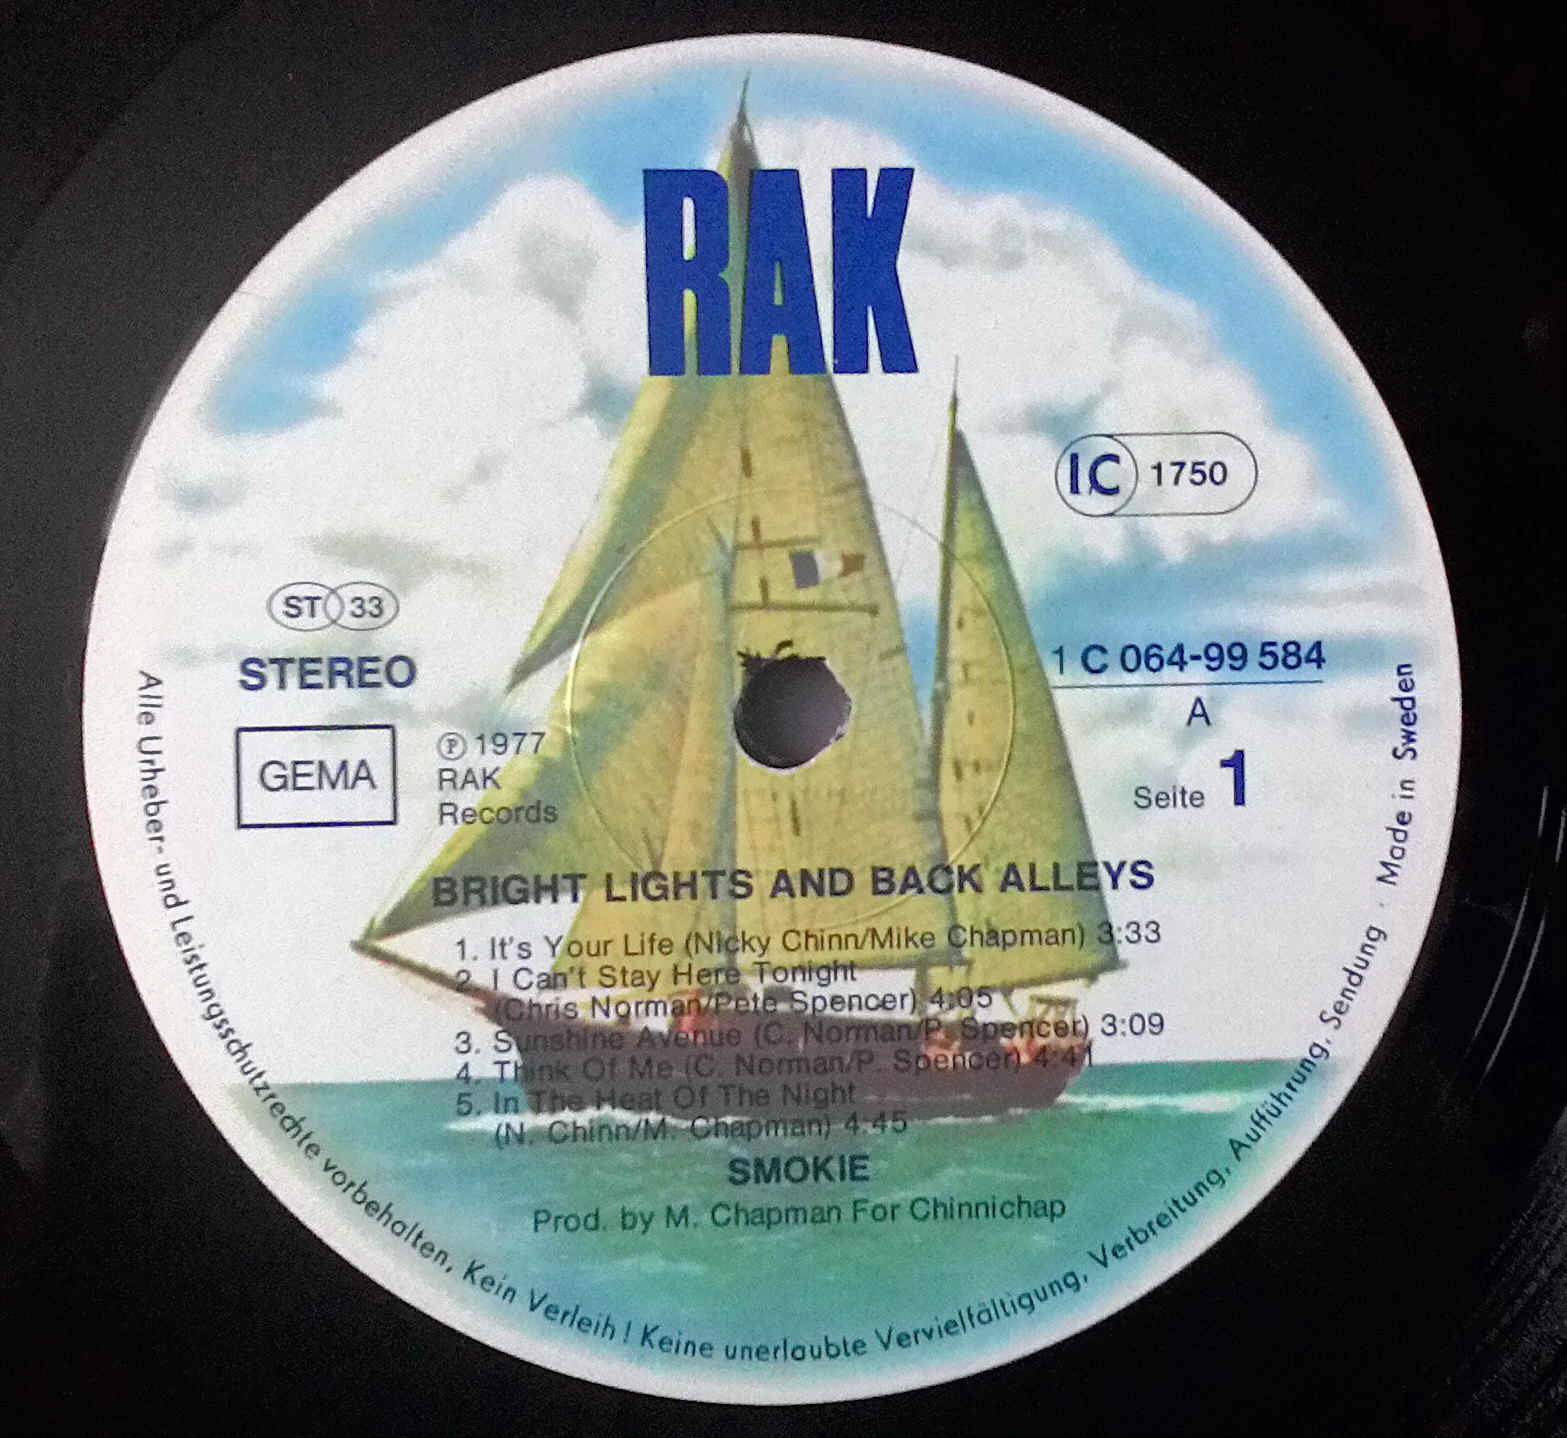 RAK
IC 1750
ST 33
STEREO
GEMA
℗ 1977
RAK
Records
1 C 064-99 584
A
Seite 1
BRIGHT LIGHTS AND BACK ALLEYS
1. It's Your Life (Nicky Chinn/Mike Chapman) 3:33
2. I Can't Stay Here Tonight
(Chris Norman/Pete Spencer) 4:05
3. Sunshine Avenue (C. Norman/P. Spencer) 3:09
4. Think Of Me (C. Norman/P. Spencer) 4:41
5. In The Heat Of The Night
(N. Chinn/M. Chapman) 4:45
SMOKIE
Prod. by M. Chapman For Chinnichap
Alle Urheber- und Leistungsschutzrechte vorbehalten, Kein Verleih! Keine unerlaubte Vervielfältigung, Verbreitung, Aufführung, Sendung · Made in Sweden